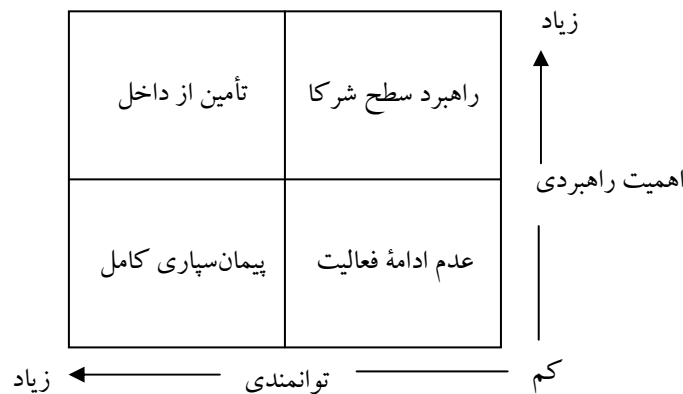 زیاد
راهبرد سطح شرکا
تأمین از داخل
اهمیت راهبردی
عدم ادامهٔ فعالیت
پیمان‌سپاری کامل
کم
توانمندی
زیاد